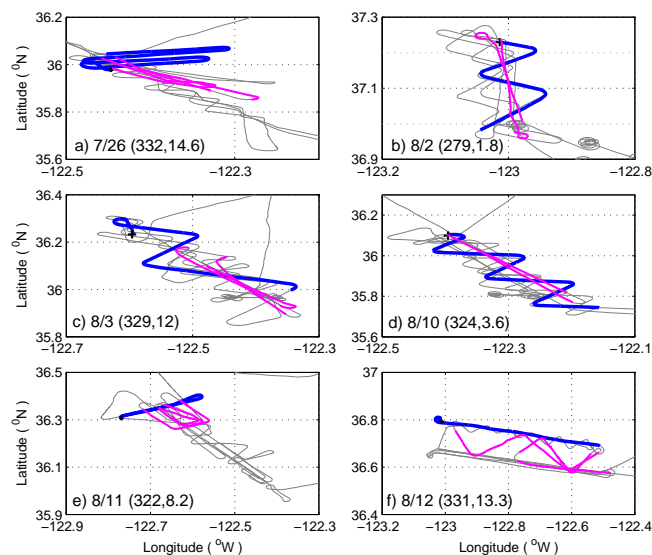 36.2
36
35.8
35.6
−122.5
−122.3
Latitude ( °N)
a) 7/26 (332,14.6)
37.3
37.1
36.9
−123
−122.8
Latitude ( °N)
b) 8/2 (279,1.8)
36.4
36.2
36
35.8
−122.7
−122.5
−122.3
Latitude ( °N)
c) 8/3 (329,12)
36.2
36
35.8
35.6
−122.5
−122.3
−122.1
Latitude ( °N)
d) 8/10 (324,3.6)
36.5
36.3
36.1
35.9
−122.9
−122.7
−122.5
−122.3
Latitude ( °N)
Longitude ( °W)
e) 8/11 (322,8.2)
37
36.8
36.6
36.4
−123
−122.8
−122.6
−122.4
Latitude ( °N)
Longitude ( °W)
f) 8/12 (331,13.3)